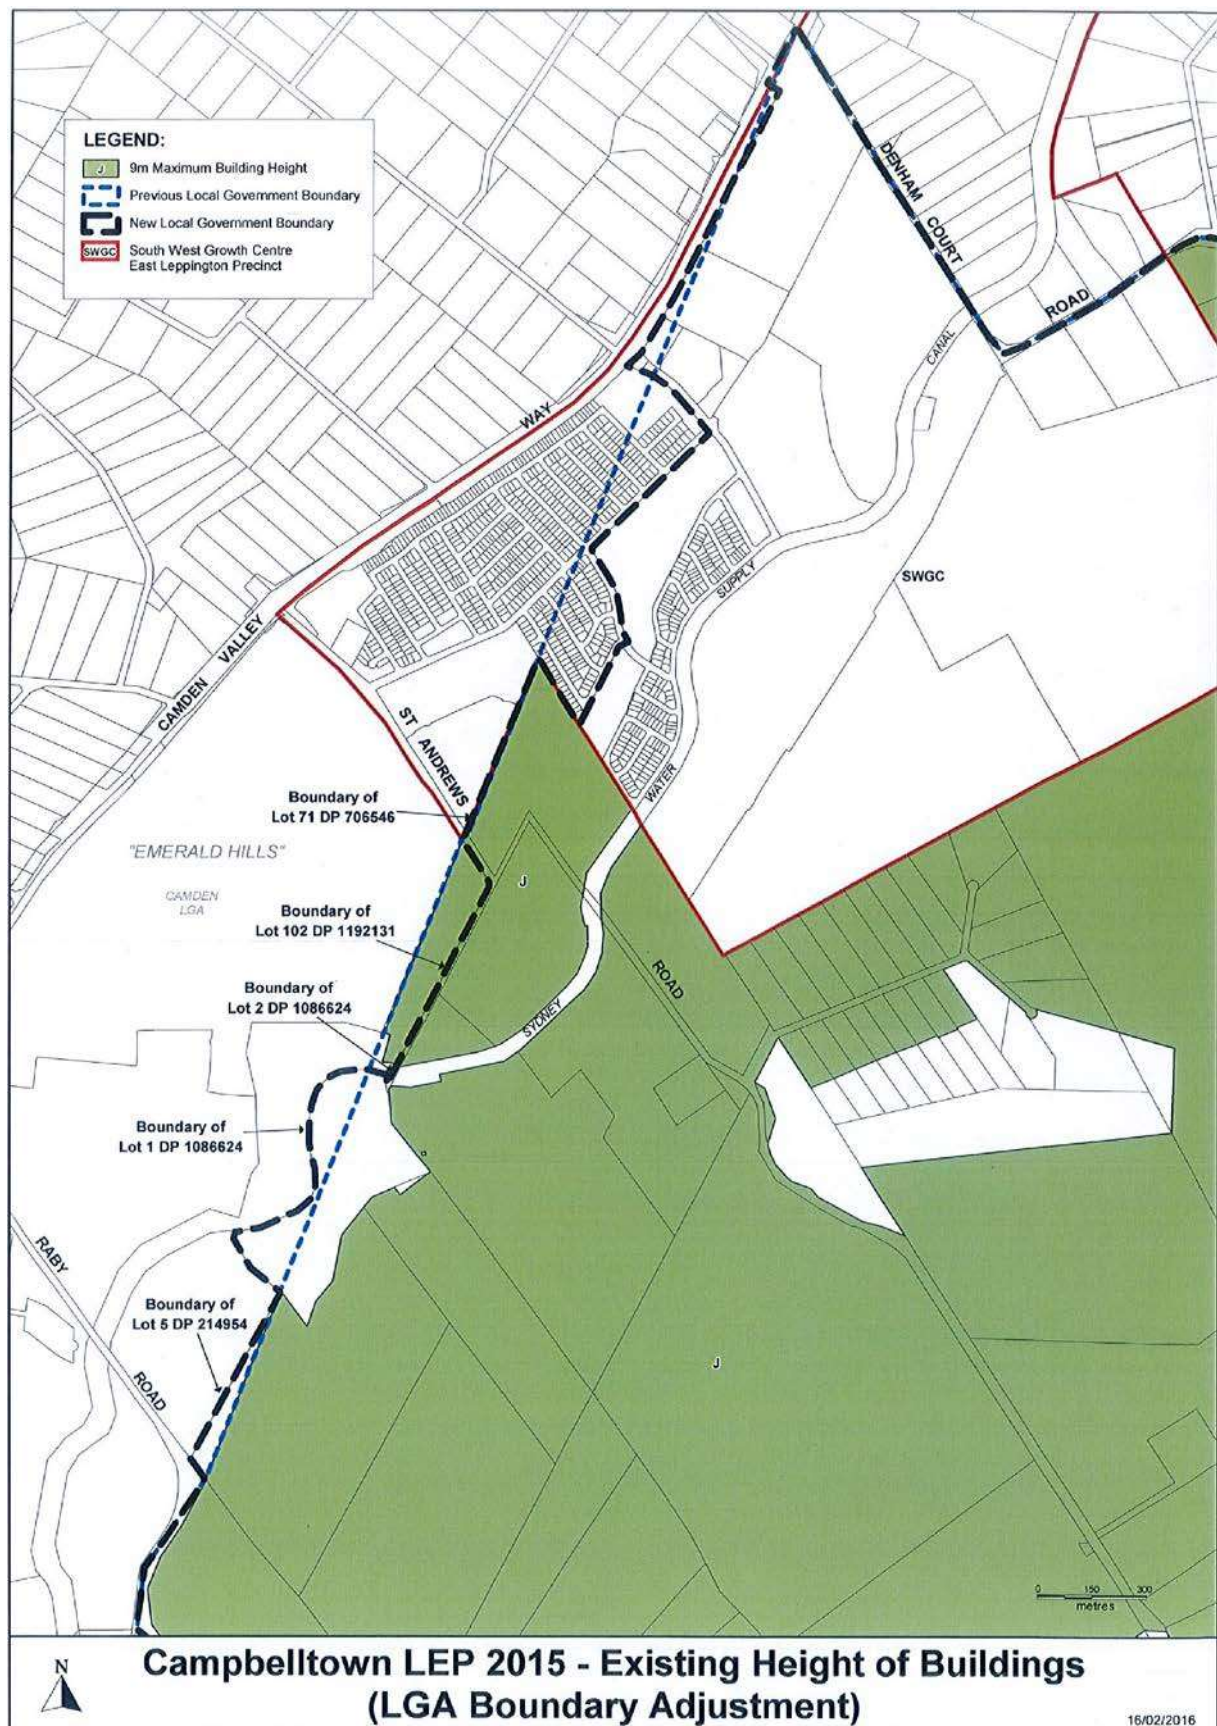 LEGEND:
J 9m Maximum Building Height
Previous Local Government Boundary
New Local Government Boundary
SWGC South West Growth Centre
East Leppington Precinct
DENHAM COURT
ROAD
CANAL
WAY
SUPPLY
SWGC
CAMDEN VALLEY
ST ANDREWS
WATER
Boundary of
Lot 71 DP 706546
"EMERALD HILLS"
CAMDEN
LGA
J
Boundary of
Lot 102 DP 1192131
ROAD
Boundary of
Lot 2 DP 1086624
SYDNEY
Boundary of
Lot 1 DP 1086624
RABY
Boundary of
Lot 5 DP 214954
J
ROAD
0 150 300
metres
N
Campbelltown LEP 2015 - Existing Height of Buildings
(LGA Boundary Adjustment)
16/02/2016